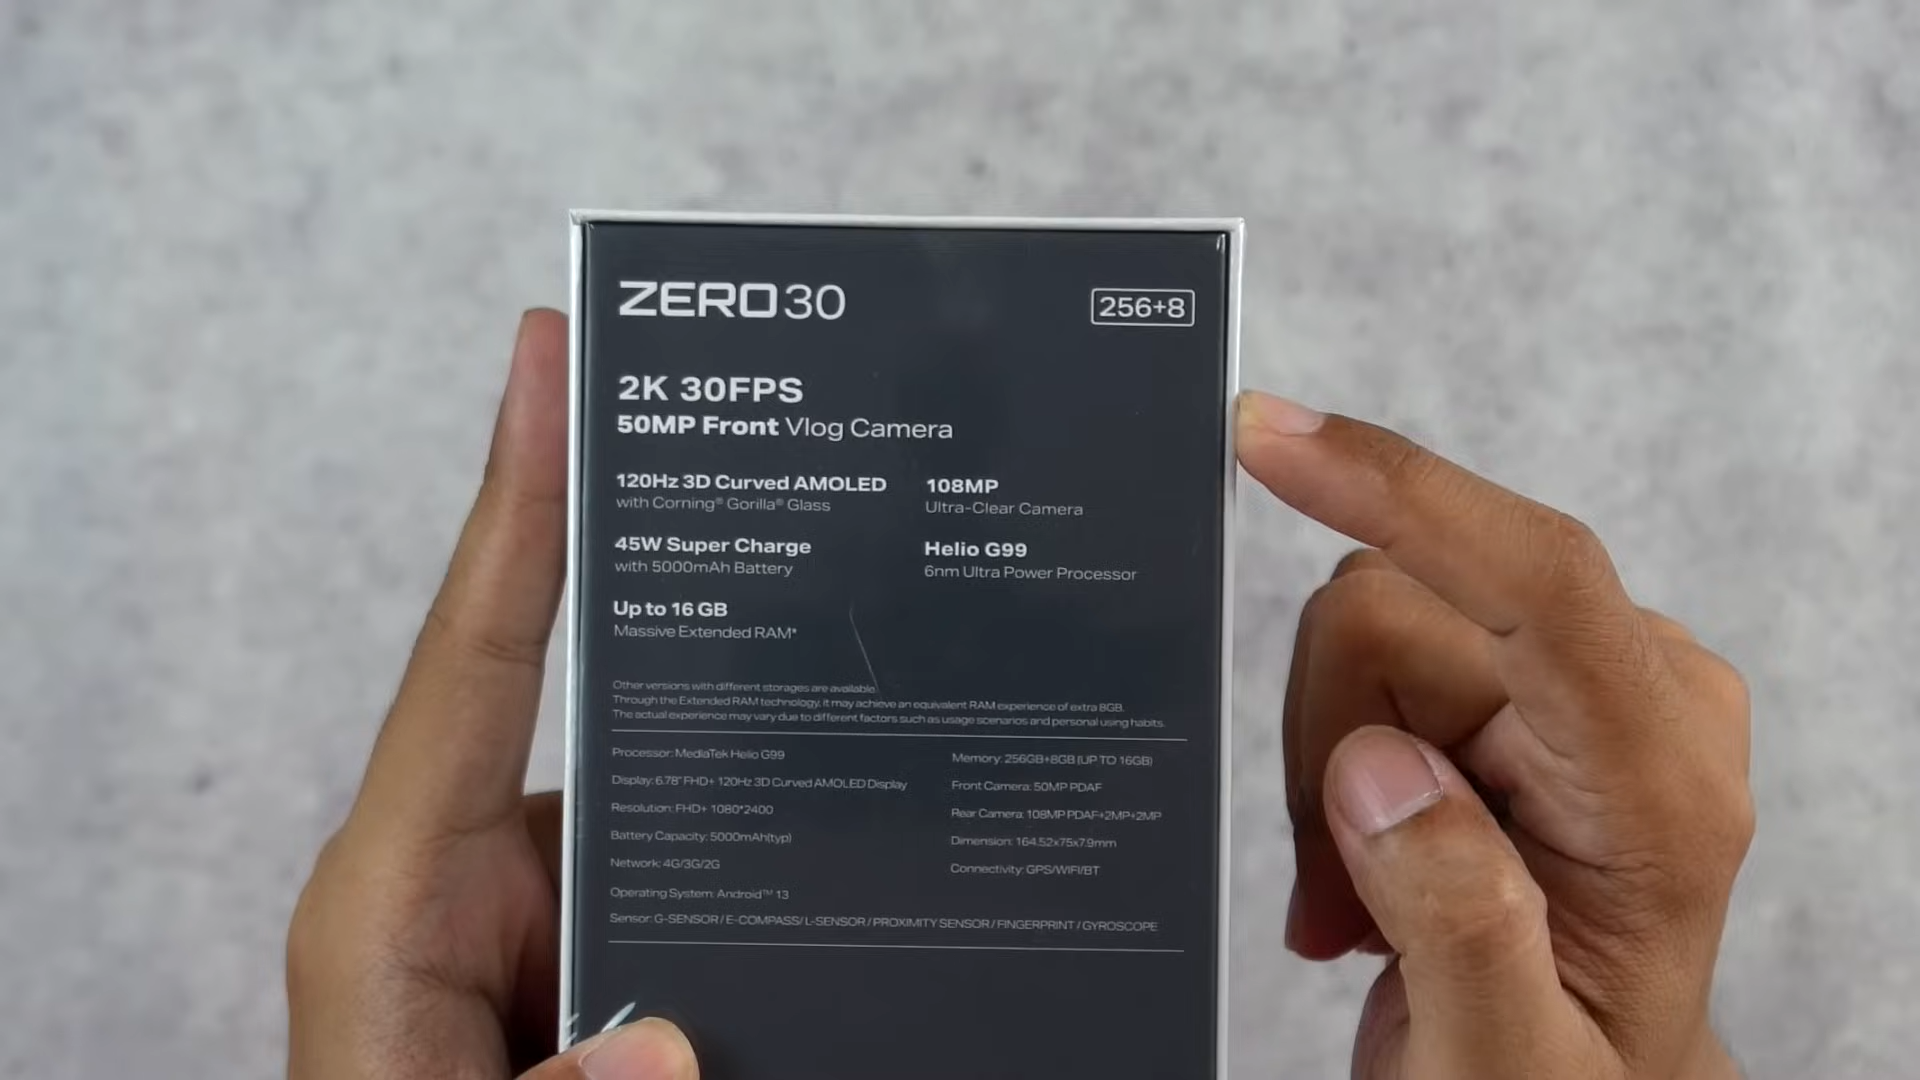 ZERO30
256+8
2K 30FPS
50MP Front Vlog Camera
120Hz 3D Curved AMOLED
with Corning® Gorilla® Glass
108MP
Ultra-Clear Camera
45W Super Charge
with 5000mAh Battery
Helio G99
6nm Ultra Power Processor
Up to 16 GB
Massive Extended RAM*
Other versions with different storages are available.
Through the Extended RAM technology, it may achieve an equivalent RAM experience of extra 8GB.
The actual experience may vary due to different factors such as usage scenarios and personal using habits.
Processor: MediaTek Helio G99
Display: 6.78" FHD+ 120Hz 3D Curved AMOLED Display
Resolution: FHD+ 1080*2400
Battery Capacity: 5000mAh(typ)
Network: 4G/3G/2G
Operating System: Android™ 13
Memory: 256GB+8GB (UP TO 16GB)
Front Camera: 50MP PDAF
Rear Camera: 108MP PDAF+2MP+2MP
Dimension: 164.52x75x7.9mm
Connectivity: GPS/WIFI/BT
Sensor: G-SENSOR / E-COMPASS/ L-SENSOR / PROXIMITY SENSOR / FINGERPRINT / GYROSCOPE